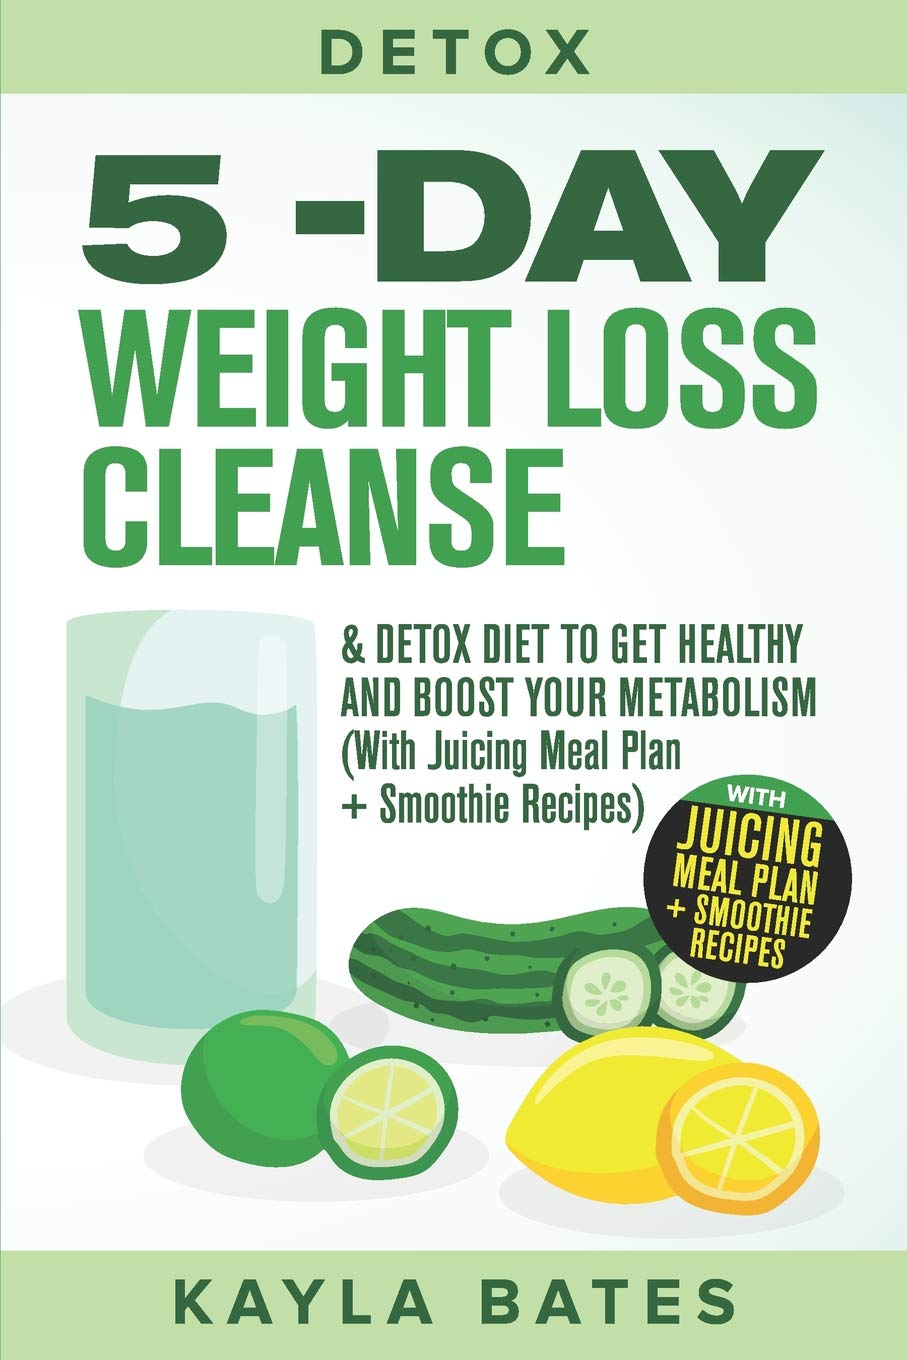 DETOX
5 -DAY
WEIGHT LOSS
CLEANSE
& DETOX DIET TO GET HEALTHY
AND BOOST YOUR METABOLISM
(With Juicing Meal Plan
+ Smoothie Recipes)
WITH
JUICING
MEAL PLAN
+ SMOOTHIE
RECIPES
KAYLA BATES